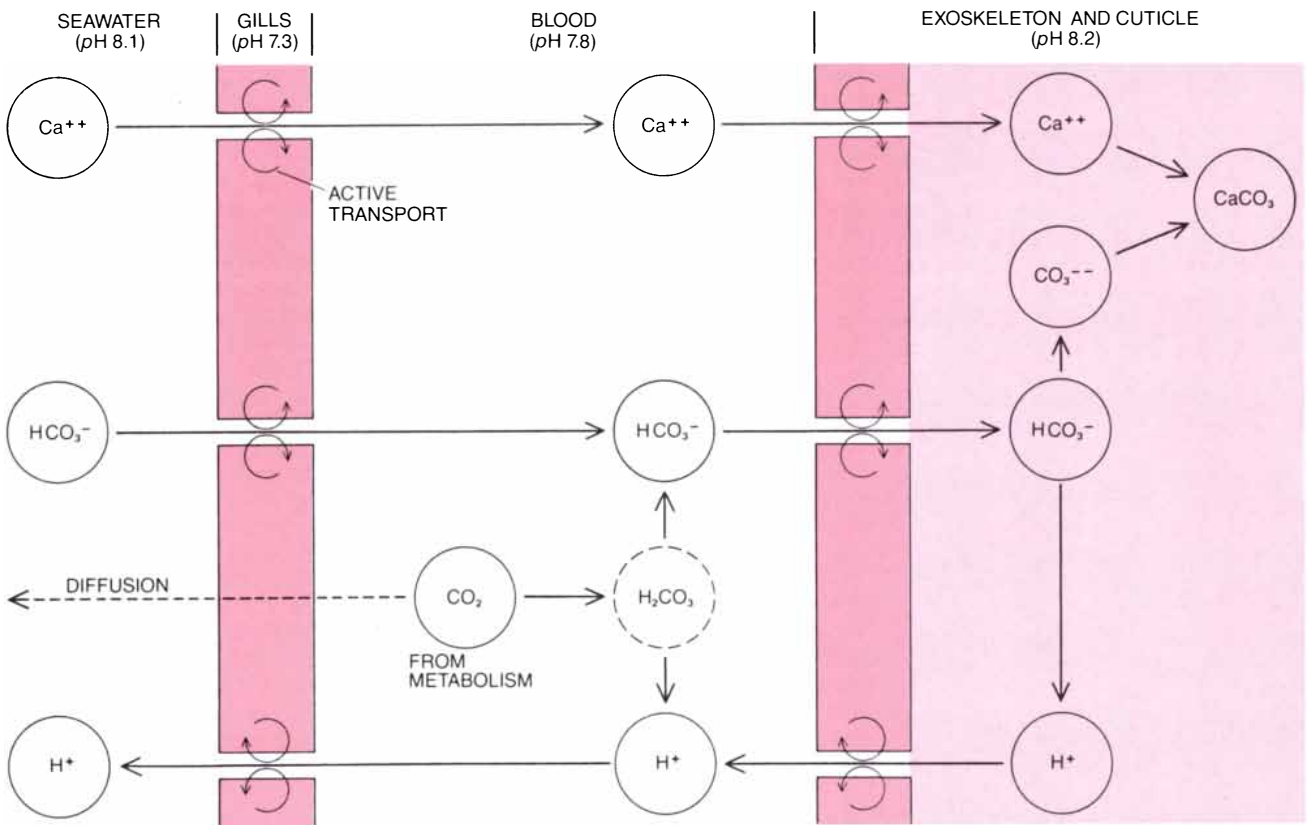 SEAWATER
(pH 8.1)
GILLS
(pH 7.3)
BLOOD
(pH 7.8)
EXOSKELETON AND CUTICLE
(pH 8.2)
Ca⁺⁺
Ca⁺⁺
Ca⁺⁺
ACTIVE
TRANSPORT
CaCO₃
CO₃⁻⁻
HCO₃⁻
HCO₃⁻
HCO₃⁻
DIFFUSION
CO₂
H₂CO₃
FROM
METABOLISM
H⁺
H⁺
H⁺